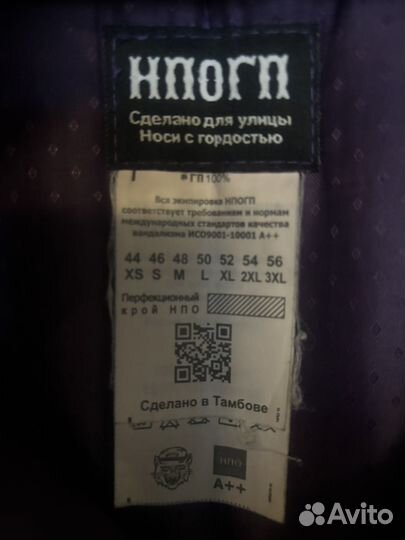 НПОГП
Сделано для улицы
Носи с гордостью
ГП 100%
Вся экипировка НПОГП
соответствует требованиям и нормам
международных стандартов качества
вандализма ИСО9001-10001 А++
44 46 48 50 52 54 56
XS S M L XL 2XL 3XL
Перфекционный
крой НПО
Сделано в Тамбове
НПО
А++
Avito